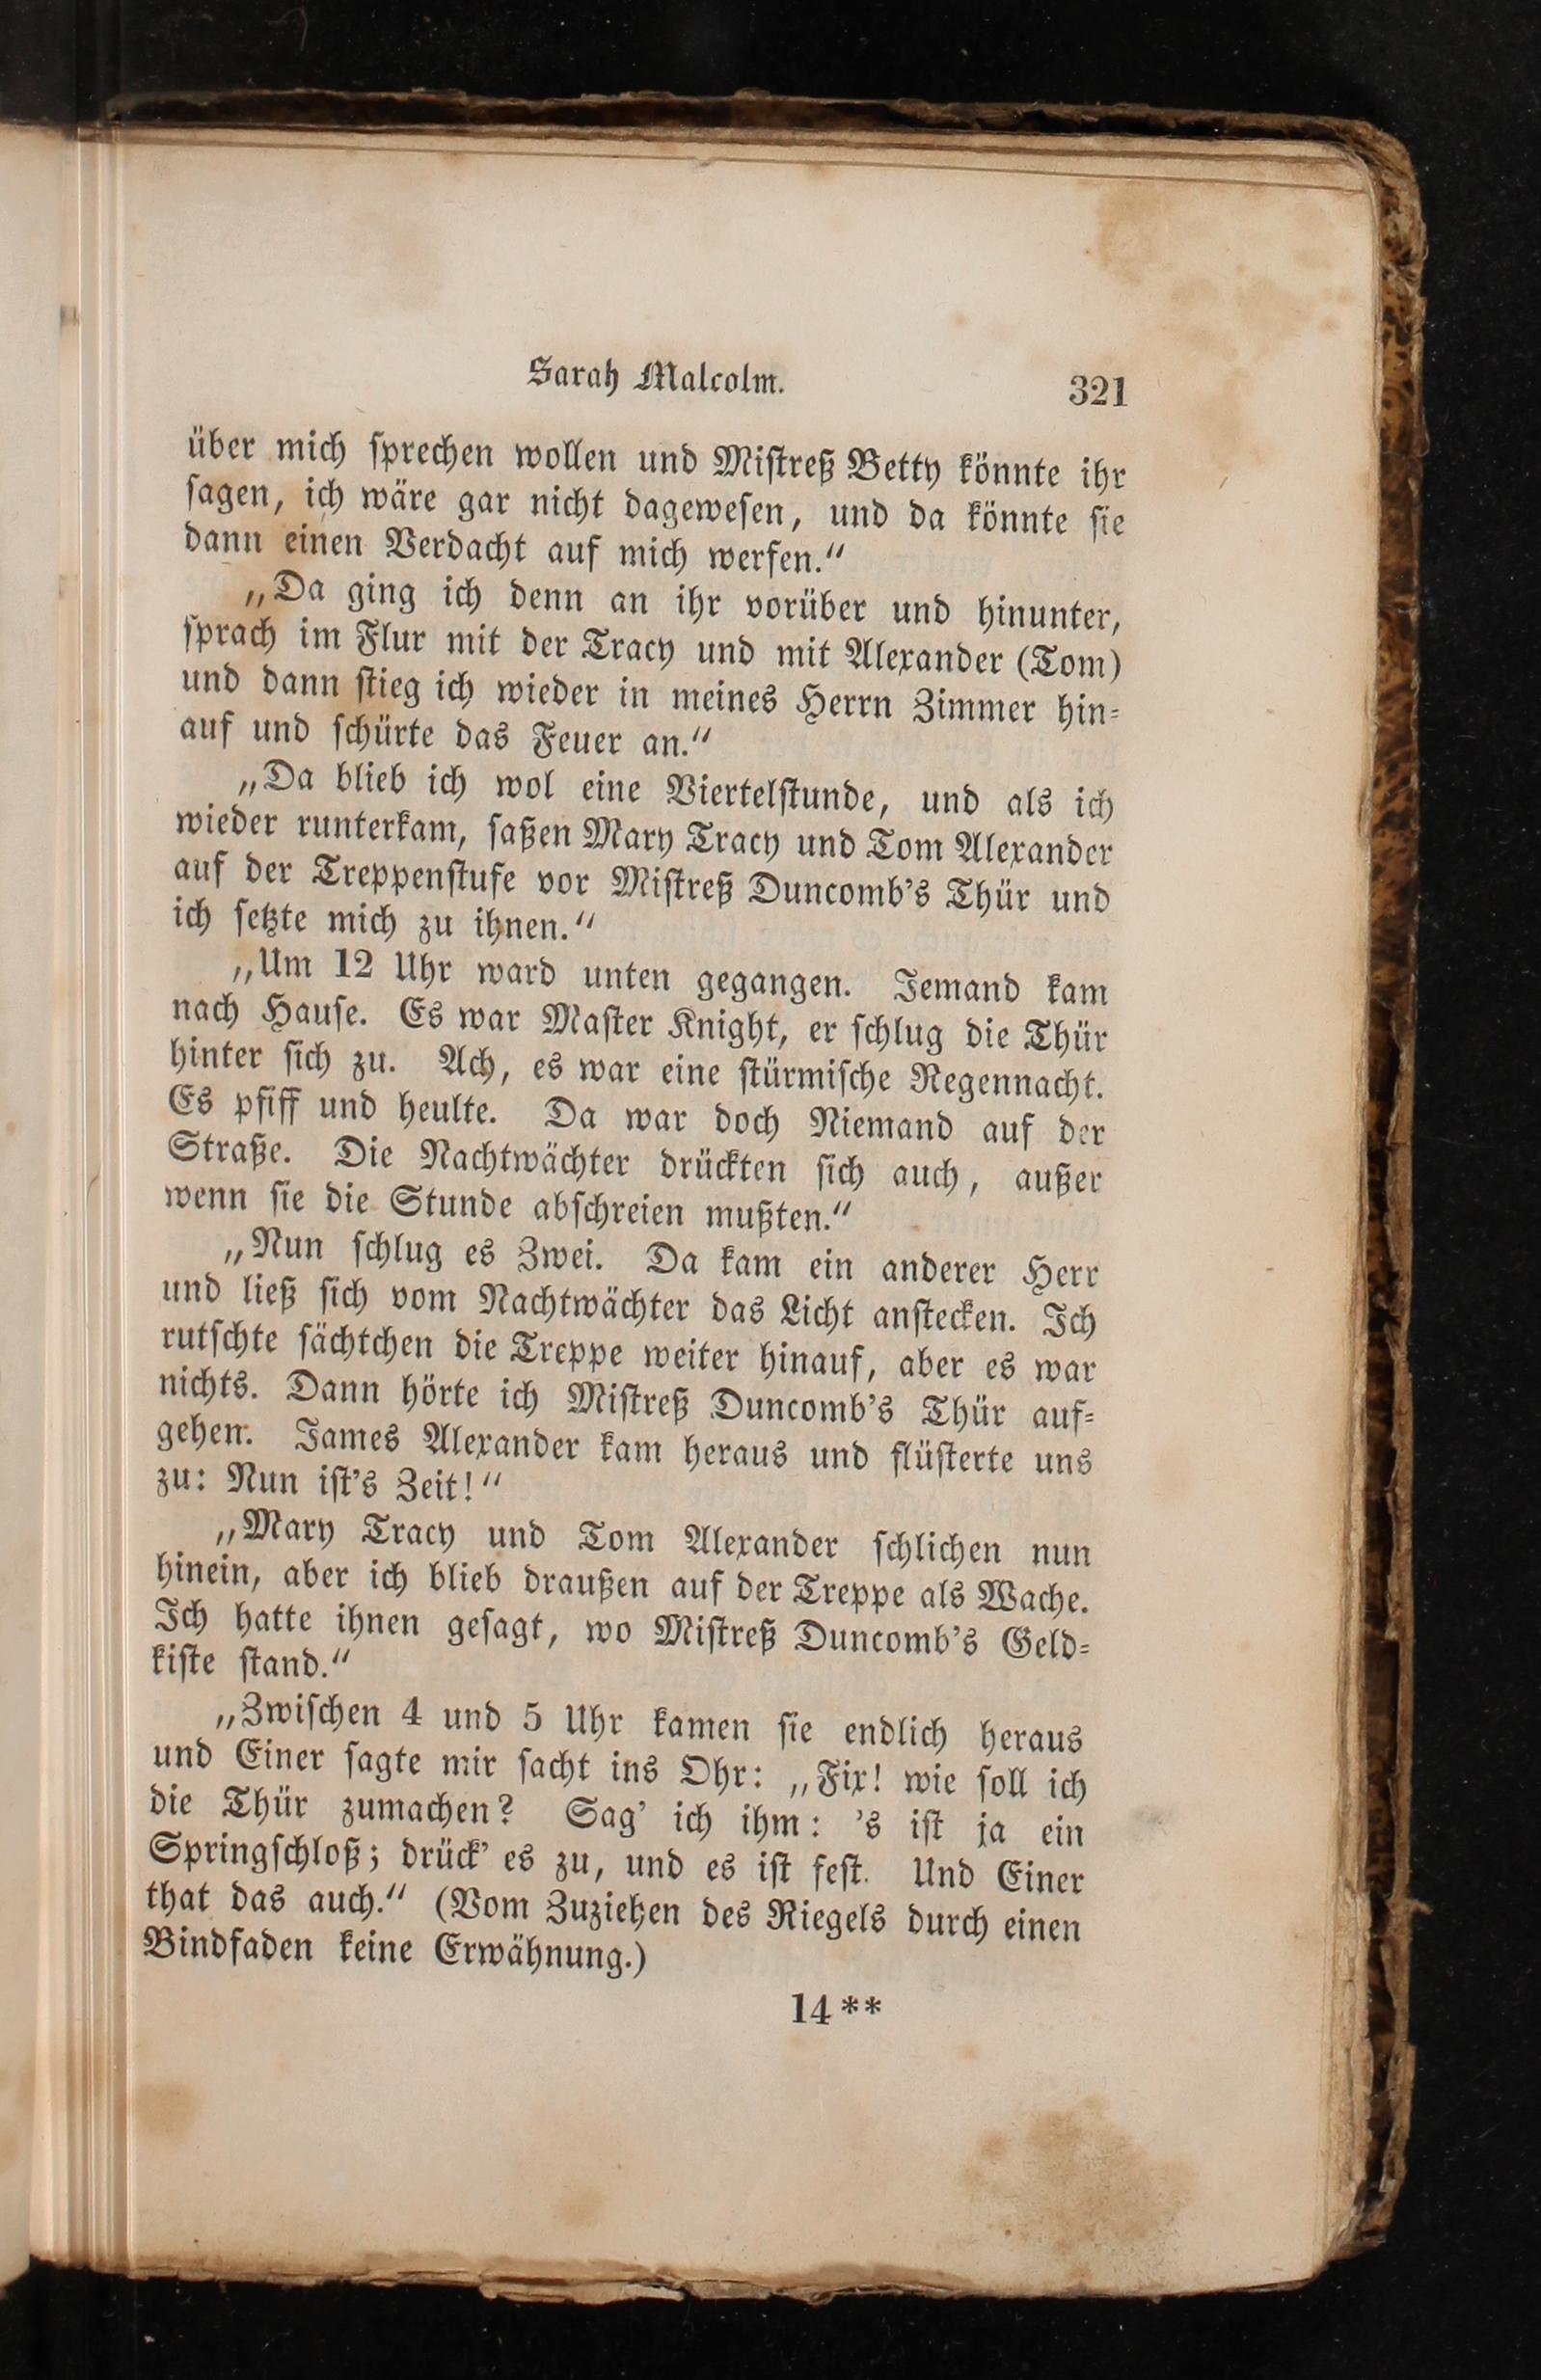 Sarah Malcolm. 321
über mich ſprechen wollen und Miſtreß Betty könnte ihr
ſagen, ich wäre gar nicht dageweſen, und da könnte ſie
dann einen Verdacht auf mich werfen.“
„Da ging ich denn an ihr vorüber und hinunter,
ſprach im Flur mit der Tracy und mit Alexander (Tom)
und dann ſtieg ich wieder in meines Herrn Zimmer hin-
auf und ſchürte das Feuer an.“
„Da blieb ich wol eine Viertelſtunde, und als ich
wieder runterkam, ſaßen Mary Tracy und Tom Alexander
auf der Treppenſtufe vor Miſtreß Duncomb’s Thür und
ich ſetzte mich zu ihnen.“
„Um 12 Uhr ward unten gegangen. Jemand kam
nach Hauſe. Es war Maſter Knight, er ſchlug die Thür
hinter ſich zu. Ach, es war eine ſtürmiſche Regennacht.
Es pfiff und heulte. Da war doch Niemand auf der
Straße. Die Nachtwächter drückten ſich auch, außer
wenn ſie die Stunde abſchreien mußten.“
„Nun ſchlug es Zwei. Da kam ein anderer Herr
und ließ ſich vom Nachtwächter das Licht anſtecken. Ich
rutſchte ſächtchen die Treppe weiter hinauf, aber es war
nichts. Dann hörte ich Miſtreß Duncomb’s Thür auf-
gehen. James Alexander kam heraus und flüſterte uns
zu: Nun iſt’s Zeit!“
„Mary Tracy und Tom Alexander ſchlichen nun
hinein, aber ich blieb draußen auf der Treppe als Wache.
Ich hatte ihnen geſagt, wo Miſtreß Duncomb’s Geld-
kiſte ſtand.“
„Zwiſchen 4 und 5 Uhr kamen ſie endlich heraus
und Einer ſagte mir ſacht ins Ohr: „Fix! wie ſoll ich
die Thür zumachen? Sag’ ich ihm: ’s iſt ja ein
Springſchloß; drück’ es zu, und es iſt feſt. Und Einer
that das auch.“ (Vom Zuziehen des Riegels durch einen
Bindfaden keine Erwähnung.)
14**